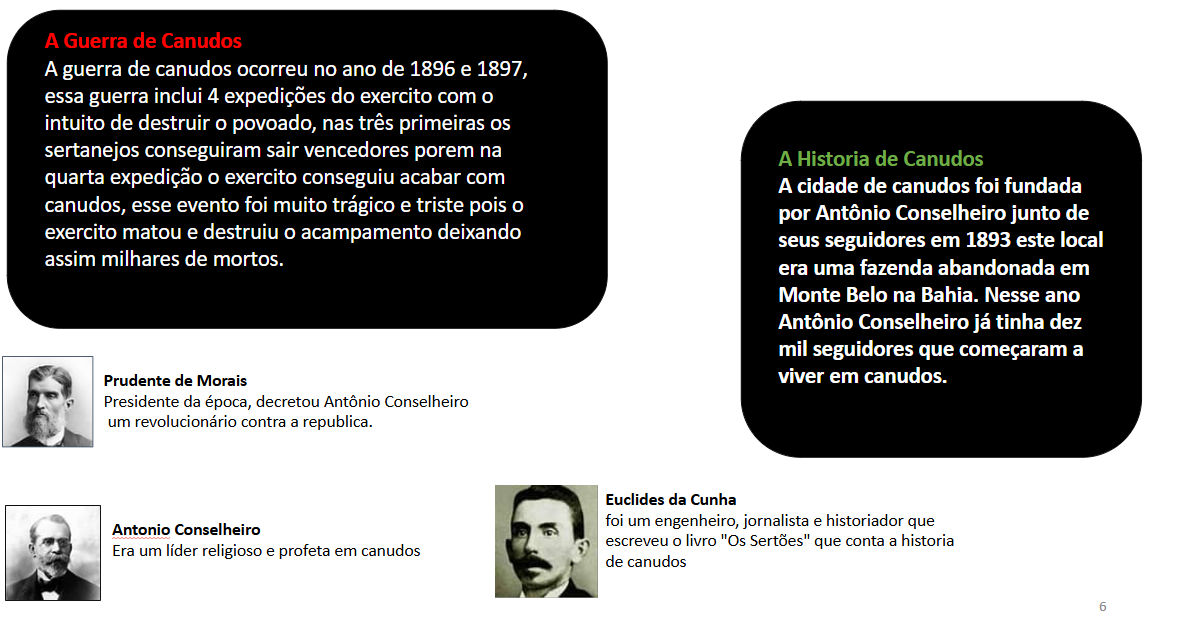 A Guerra de Canudos
A guerra de canudos ocorreu no ano de 1896 e 1897,
essa guerra inclui 4 expedições do exercito com o
intuito de destruir o povoado, nas três primeiras os
sertanejos conseguiram sair vencedores porem na
quarta expedição o exercito conseguiu acabar com
canudos, esse evento foi muito trágico e triste pois o
exercito matou e destruiu o acampamento deixando
assim milhares de mortos.
A Historia de Canudos
A cidade de canudos foi fundada
por Antônio Conselheiro junto de
seus seguidores em 1893 este local
era uma fazenda abandonada em
Monte Belo na Bahia. Nesse ano
Antônio Conselheiro já tinha dez
mil seguidores que começaram a
viver em canudos.
Prudente de Morais
Presidente da época, decretou Antônio Conselheiro
um revolucionário contra a republica.
Antonio Conselheiro
Era um líder religioso e profeta em canudos
Euclides da Cunha
foi um engenheiro, jornalista e historiador que
escreveu o livro "Os Sertões" que conta a historia
de canudos
6